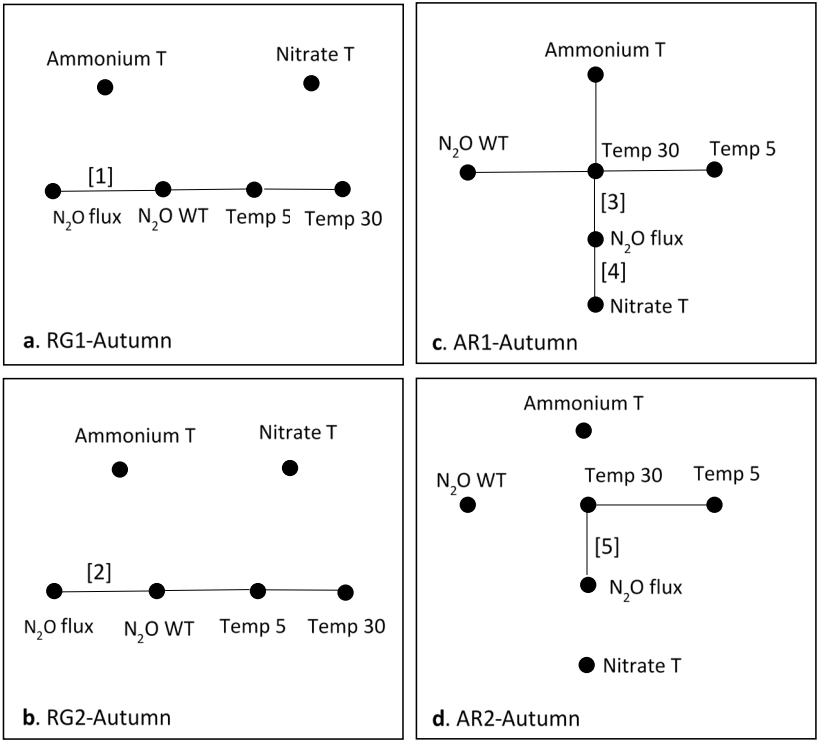 Ammonium T
Nitrate T
[1]
N₂O flux
N₂O WT
Temp 5
Temp 30
a. RG1-Autumn
Ammonium T
N₂O WT
Temp 30
Temp 5
[3]
N₂O flux
[4]
Nitrate T
c. AR1-Autumn
Ammonium T
Nitrate T
[2]
N₂O flux
N₂O WT
Temp 5
Temp 30
b. RG2-Autumn
Ammonium T
N₂O WT
Temp 30
Temp 5
[5]
N₂O flux
Nitrate T
d. AR2-Autumn